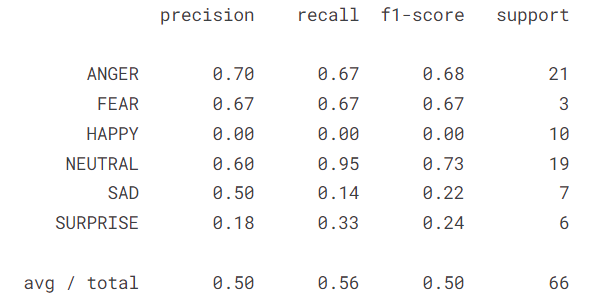 precision recall f1-score support
ANGER 0.70 0.67 0.68 21
FEAR 0.67 0.67 0.67 3
HAPPY 0.00 0.00 0.00 10
NEUTRAL 0.60 0.95 0.73 19
SAD 0.50 0.14 0.22 7
SURPRISE 0.18 0.33 0.24 6
avg / total 0.50 0.56 0.50 66